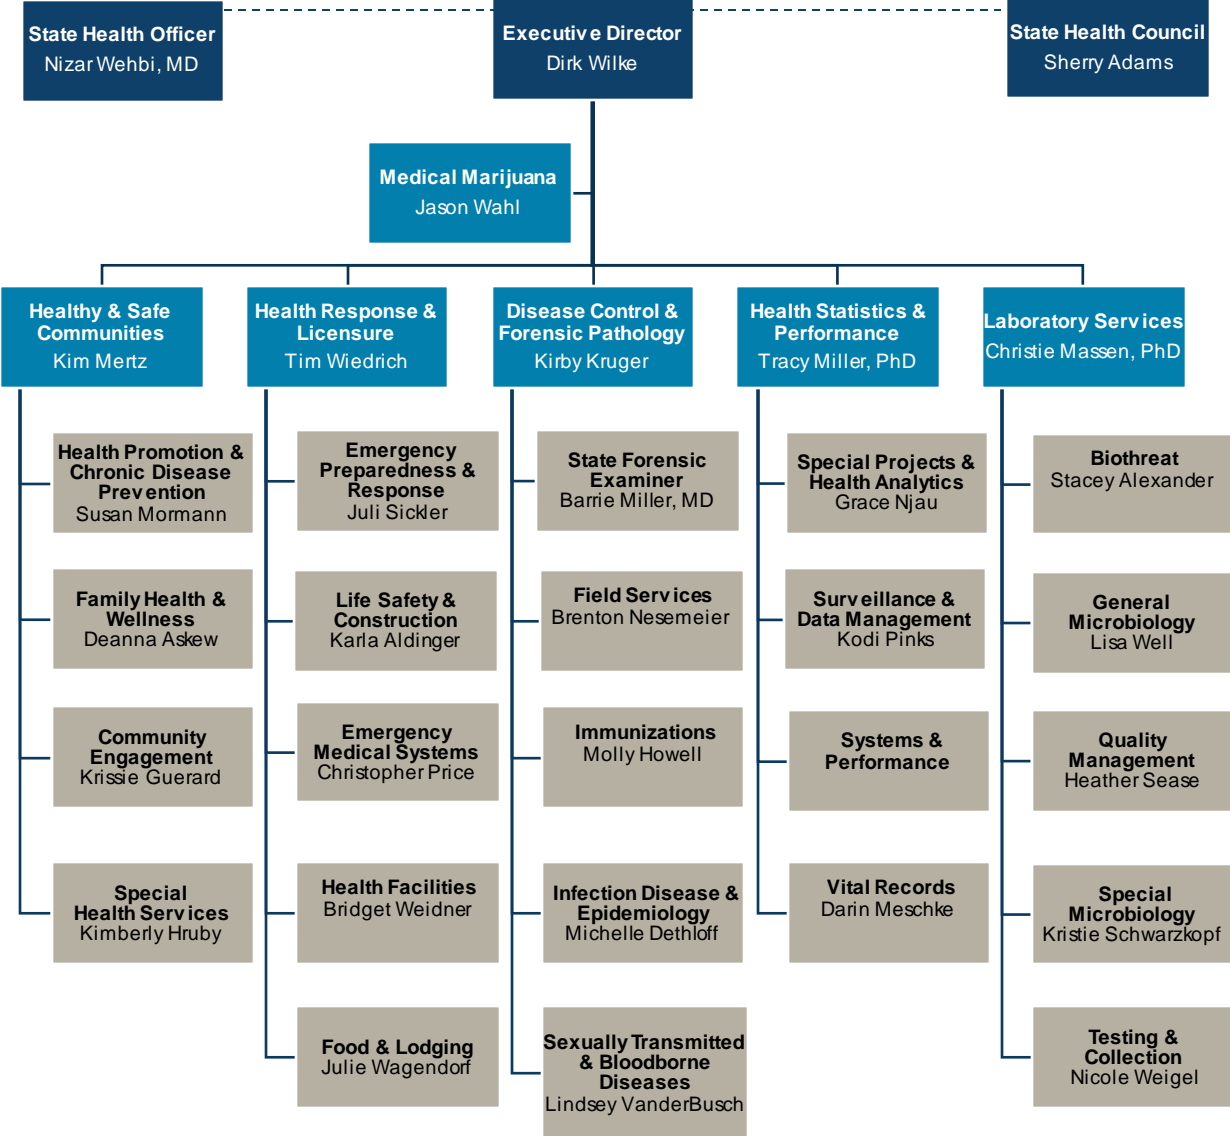 State Health Officer
Nizar Wehbi, MD
Executive Director
Dirk Wilke
State Health Council
Sherry Adams
Medical Marijuana
Jason Wahl
Healthy & Safe
Communities
Kim Mertz
Health Response &
Licensure
Tim Wiedrich
Disease Control &
Forensic Pathology
Kirby Kruger
Health Statistics &
Performance
Tracy Miller, PhD
Laboratory Services
Christie Massen, PhD
Health Promotion &
Chronic Disease
Prevention
Susan Mormann
Family Health &
Wellness
Deanna Askew
Community
Engagement
Krissie Guerard
Special
Health Services
Kimberly Hruby
Emergency
Preparedness &
Response
Juli Sickler
Life Safety &
Construction
Karla Aldinger
Emergency
Medical Systems
Christopher Price
Health Facilities
Bridget Weidner
Food & Lodging
Julie Wagendorf
State Forensic
Examiner
Barrie Miller, MD
Field Services
Brenton Nesemeier
Immunizations
Molly Howell
Infection Disease &
Epidemiology
Michelle Dethloff
Sexually Transmitted
& Bloodborne
Diseases
Lindsey VanderBusch
Special Projects &
Health Analytics
Grace Njau
Surveillance &
Data Management
Kodi Pinks
Systems &
Performance
Vital Records
Darin Meschke
Biothreat
Stacey Alexander
General
Microbiology
Lisa Well
Quality
Management
Heather Sease
Special
Microbiology
Kristie Schwarzkopf
Testing &
Collection
Nicole Weigel